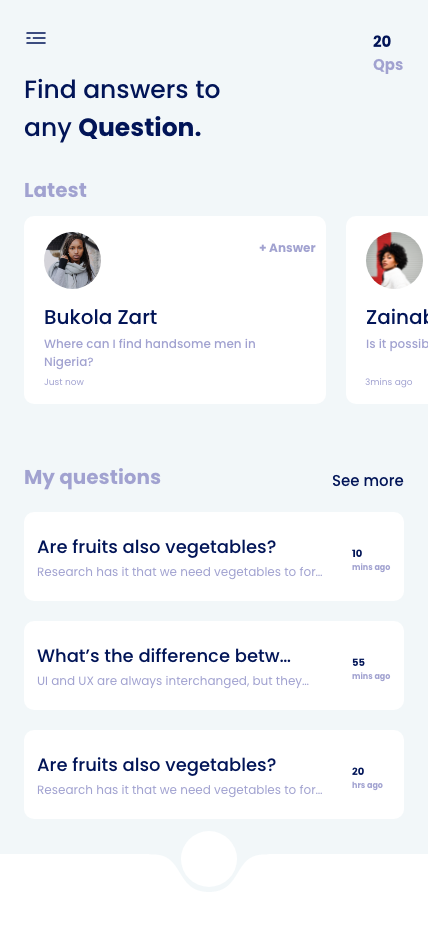 20
Qps
Find answers to
any Question.
Latest
+ Answer
Bukola Zart
Where can I find handsome men in
Nigeria?
Just now
Zainab
Is it possib
3mins ago
My questions
See more
Are fruits also vegetables?
Research has it that we need vegetables to for...
10
mins ago
What’s the difference betw...
UI and UX are always interchanged, but they...
55
mins ago
Are fruits also vegetables?
Research has it that we need vegetables to for...
20
hrs ago